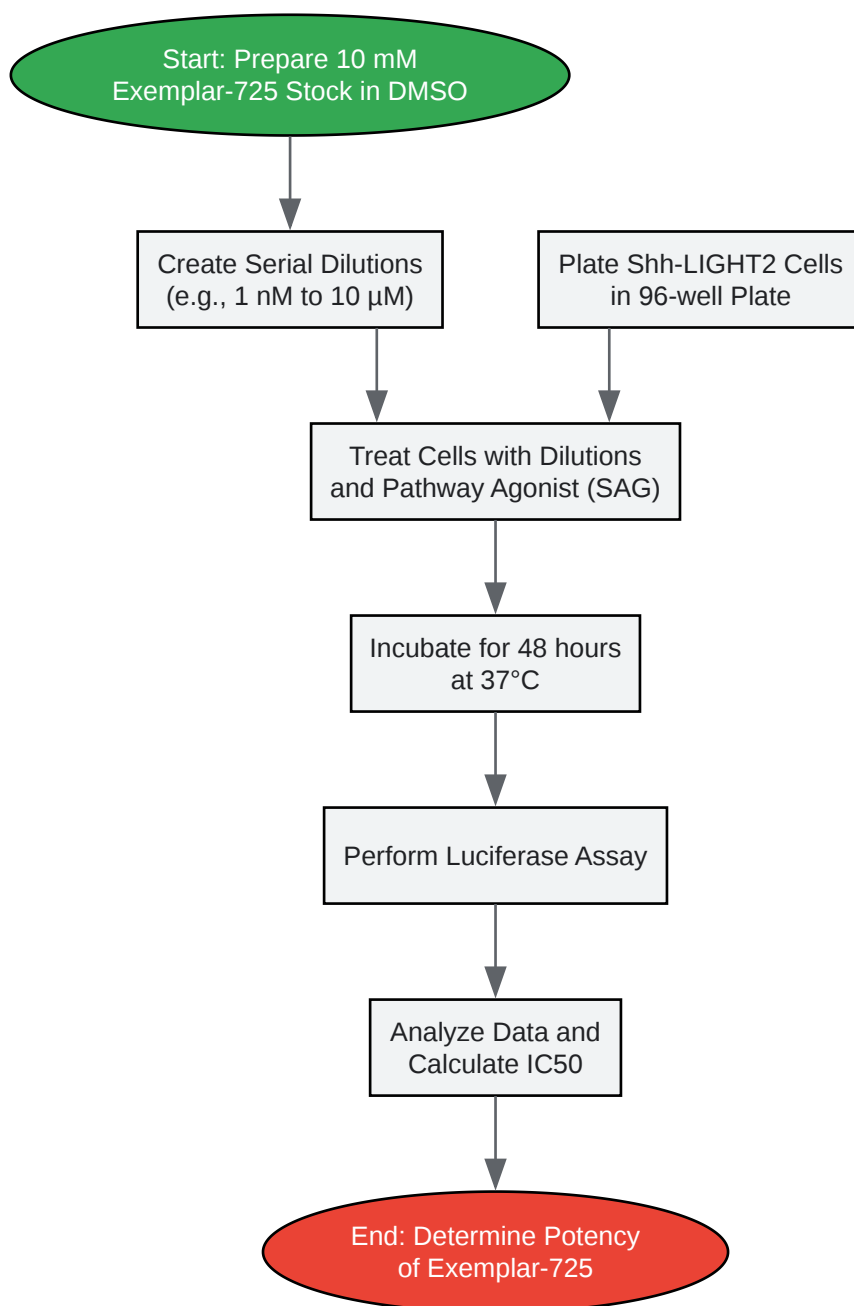 Start: Prepare 10 mM
Exemplar-725 Stock in DMSO
Create Serial Dilutions
(e.g., 1 nM to 10 µM)
Plate Shh-LIGHT2 Cells
in 96-well Plate
Treat Cells with Dilutions
and Pathway Agonist (SAG)
Incubate for 48 hours
at 37°C
Perform Luciferase Assay
Analyze Data and
Calculate IC50
End: Determine Potency
of Exemplar-725